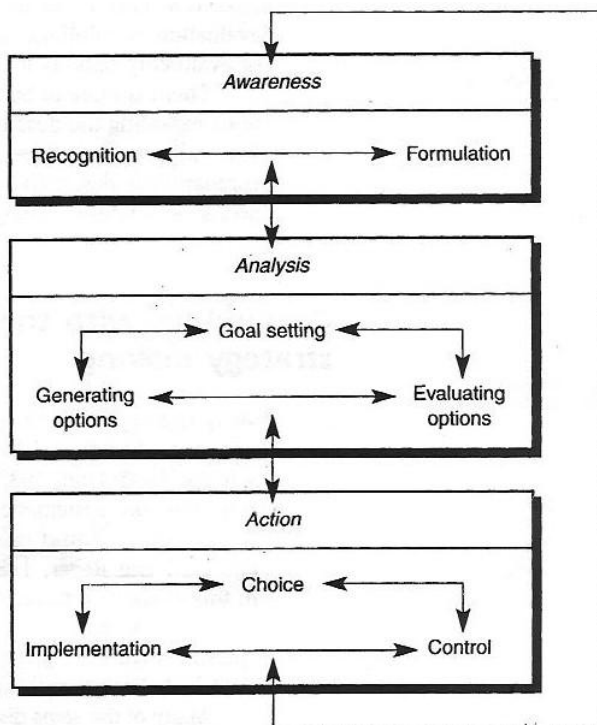 Awareness
Recognition Formulation
Analysis
Goal setting
Generating options Evaluating options
Action
Choice
Implementation Control